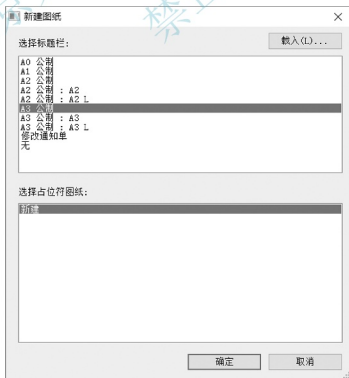 新建图纸
选择标题栏:
载入(L)...
A0 公制
A1 公制
A2 公制
A2 公制 : A2
A2 公制 : A2 L
A3 公制
A3 公制 : A3
A3 公制 : A3 L
修改通知单
无
选择占位符图纸:
新建
确定
取消